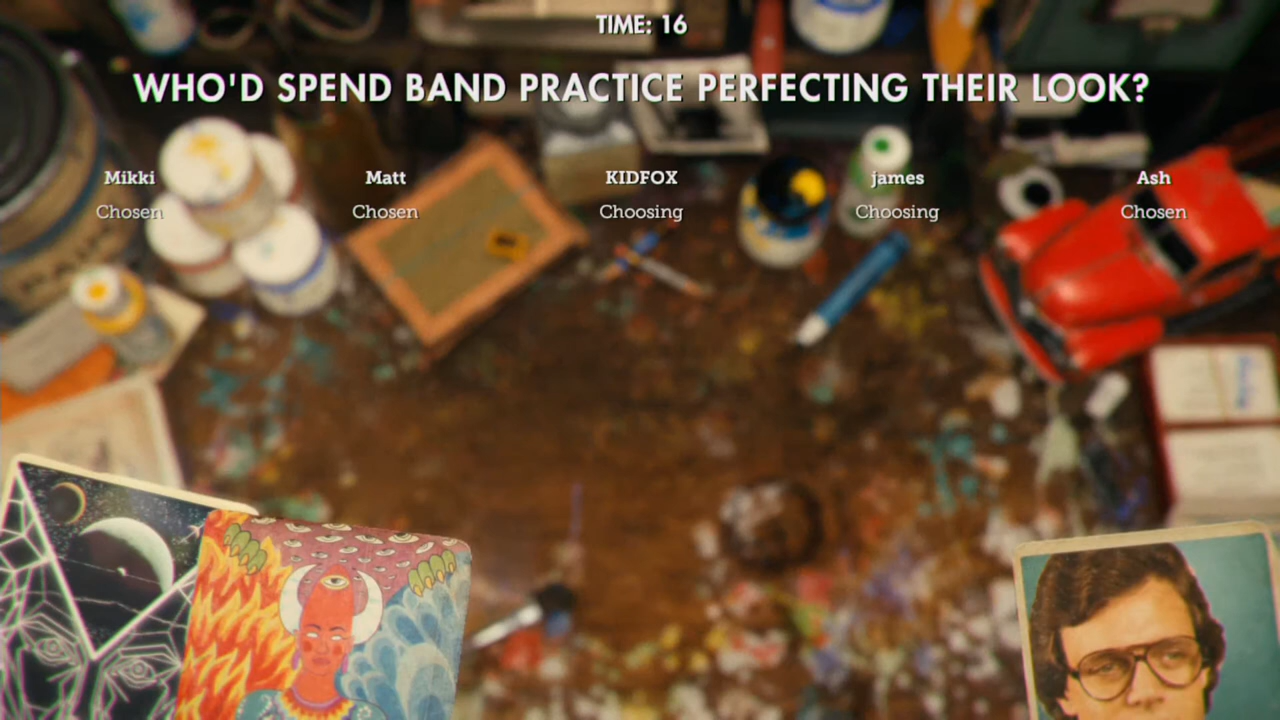 TIME: 16
WHO'D SPEND BAND PRACTICE PERFECTING THEIR LOOK?
Mikki Matt KIDFOX james Ash
Chosen Chosen Choosing Choosing Chosen